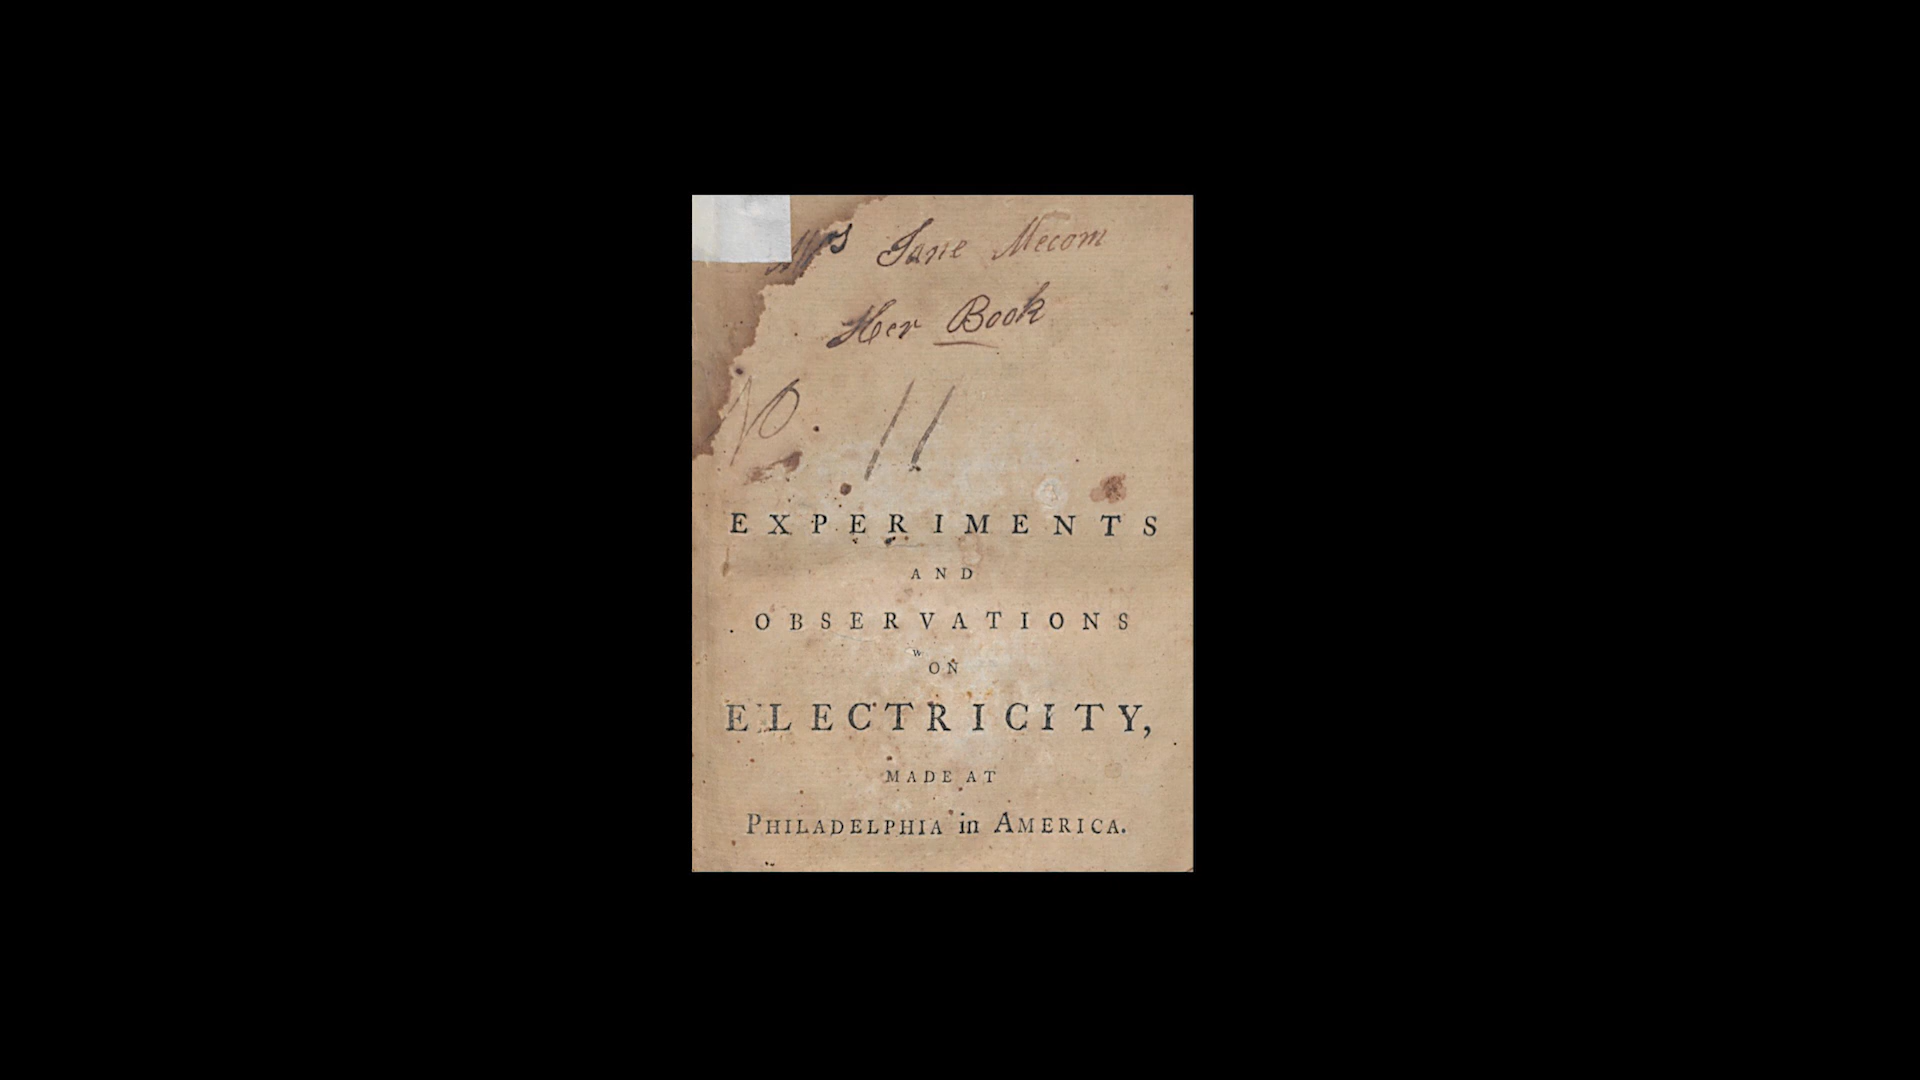 Mrs Jane Mecom
Her Book
No. 11
EXPERIMENTS
AND
OBSERVATIONS
ON
ELECTRICITY,
MADE AT
PHILADELPHIA in AMERICA.